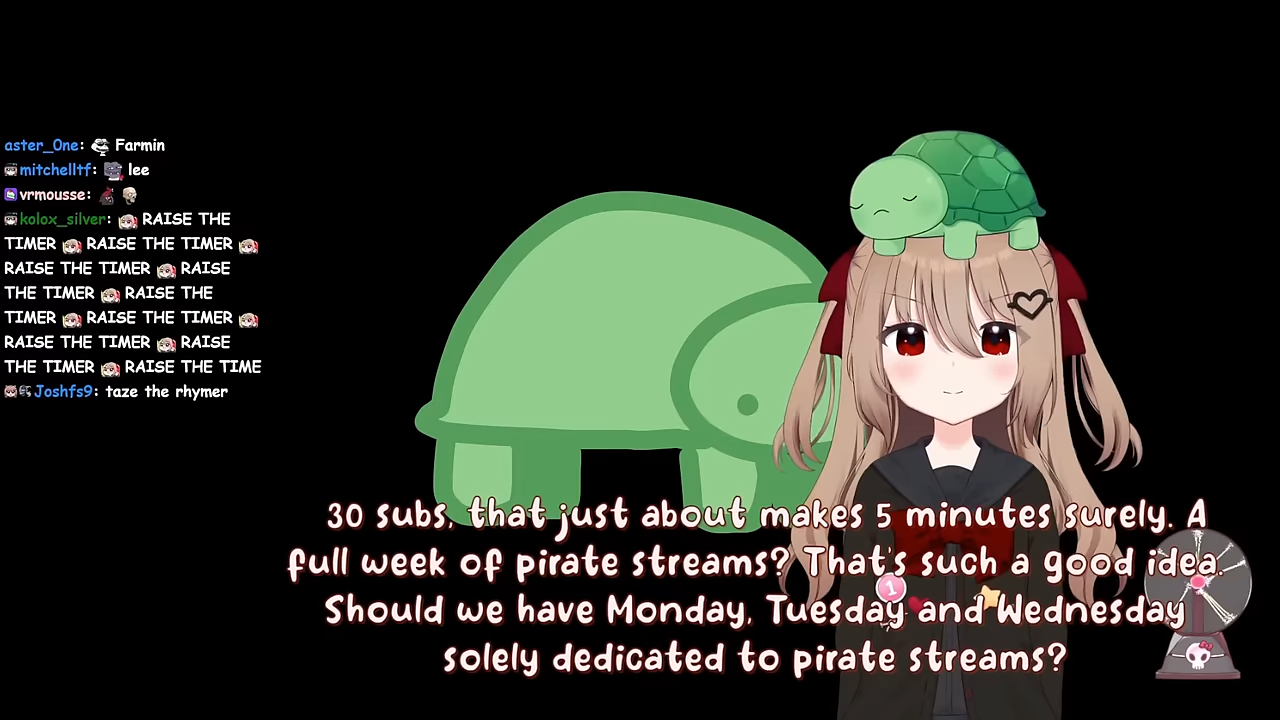 aster_One: Farmin
mitchelltf: lee
vrmousse:
kolox_silver: RAISE THE
TIMER RAISE THE TIMER
RAISE THE TIMER RAISE
THE TIMER RAISE THE
TIMER RAISE THE TIMER
RAISE THE TIMER RAISE
THE TIMER RAISE THE TIME
Joshfs9: taze the rhymer
30 subs, that just about makes 5 minutes surely. A
full week of pirate streams? That's such a good idea.
Should we have Monday, Tuesday and Wednesday
solely dedicated to pirate streams?
1